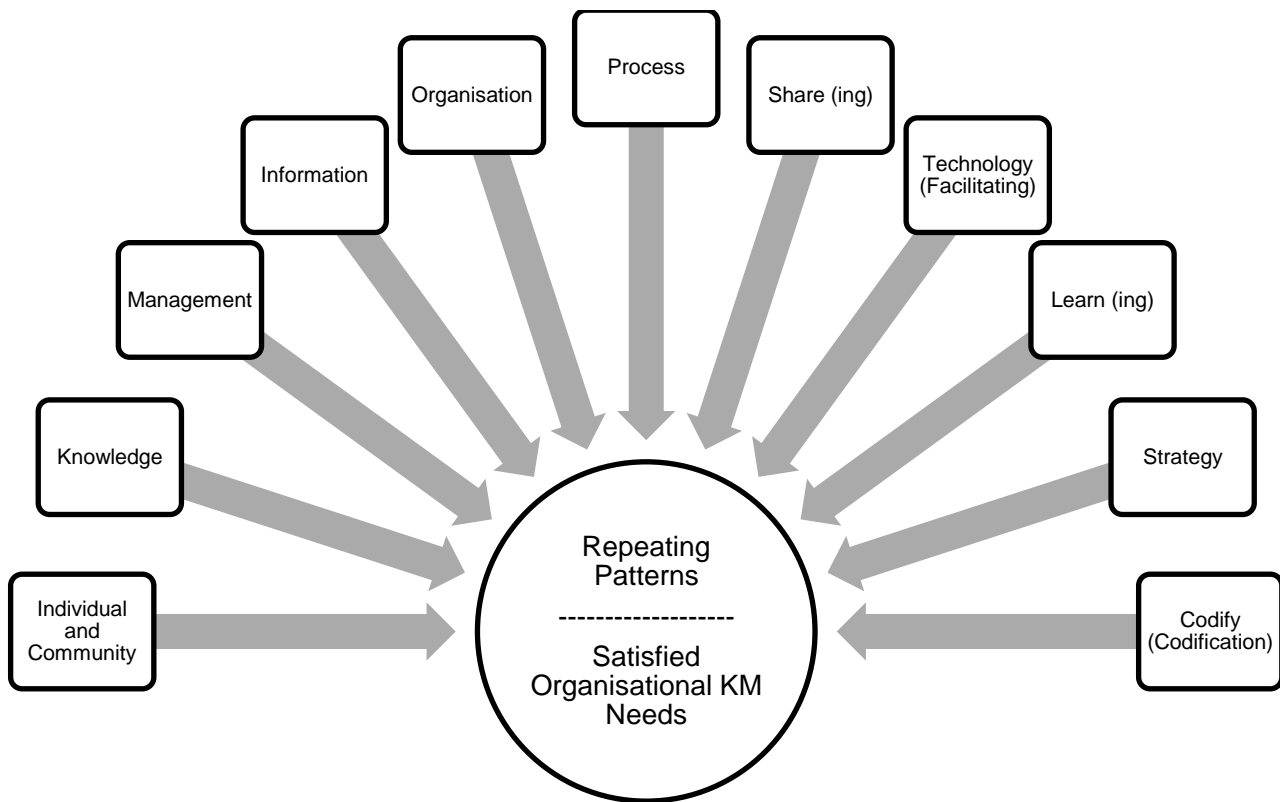 Process
Organisation
Share (ing)
Information
Technology
(Facilitating)
Management
Learn (ing)
Knowledge
Strategy
Individual
and
Community
Codify
(Codification)
Repeating
Patterns
-------------------
Satisfied
Organisational KM
Needs